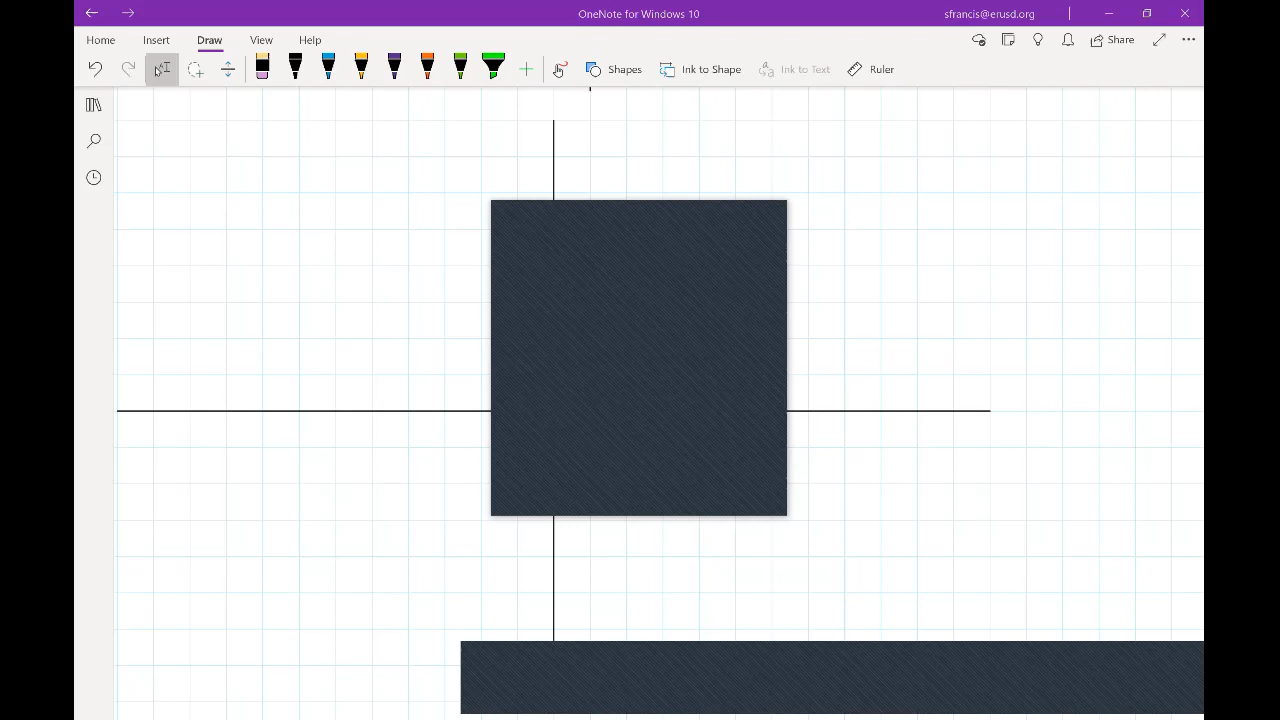 OneNote for Windows 10
sfrancis@erusd.org
Home
Insert
Draw
View
Help
Share
Shapes
Ink to Shape
Ink to Text
Ruler